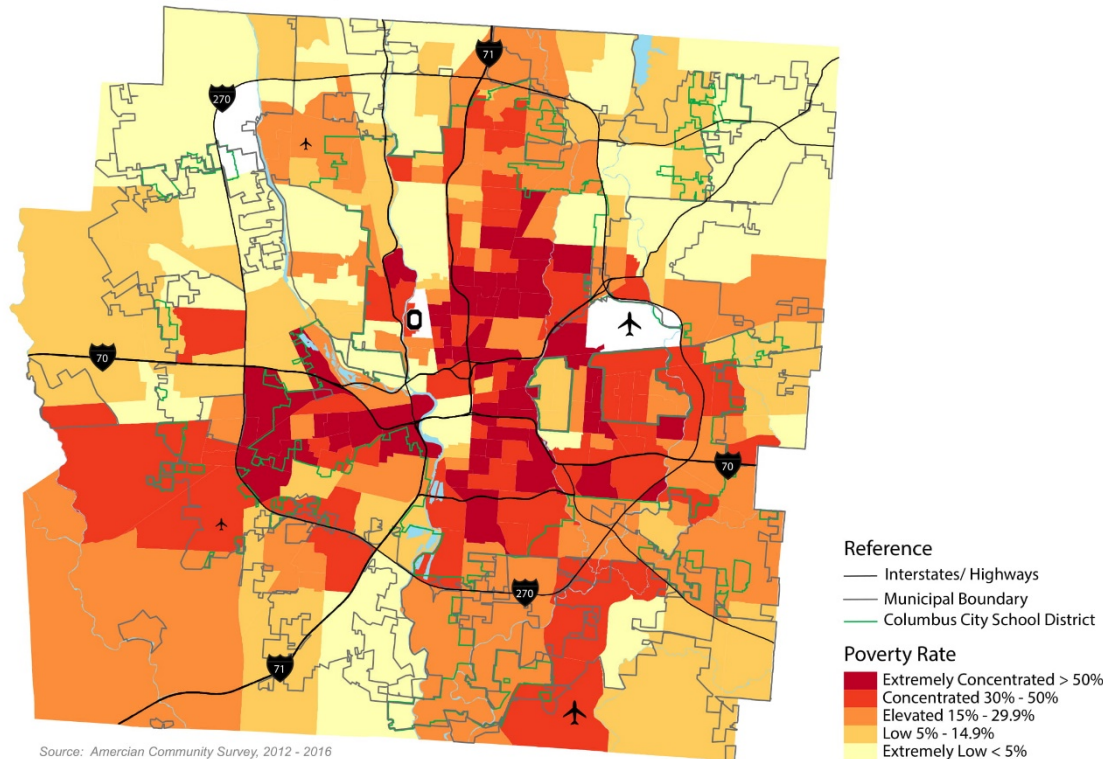 71
270
70
70
270
71
Reference
Interstates/ Highways
Municipal Boundary
Columbus City School District
Poverty Rate
Extremely Concentrated > 50%
Concentrated 30% - 50%
Elevated 15% - 29.9%
Low 5% - 14.9%
Extremely Low < 5%
Source: Amercian Community Survey, 2012 - 2016